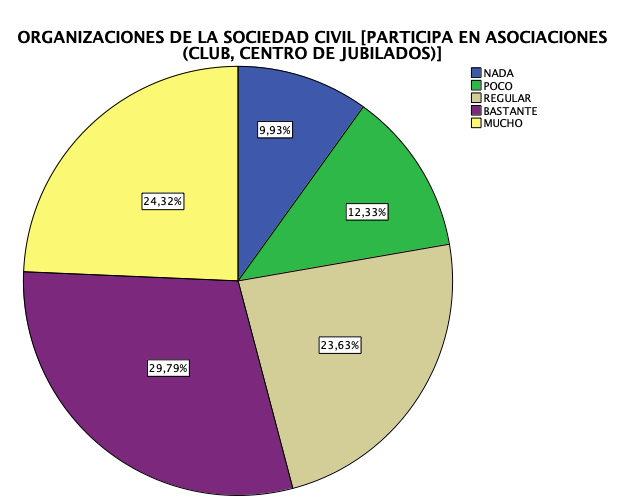 ORGANIZACIONES DE LA SOCIEDAD CIVIL [PARTICIPA EN ASOCIACIONES
(CLUB, CENTRO DE JUBILADOS)]
NADA
POCO
REGULAR
BASTANTE
MUCHO
9,93%
24,32%
12,33%
23,63%
29,79%